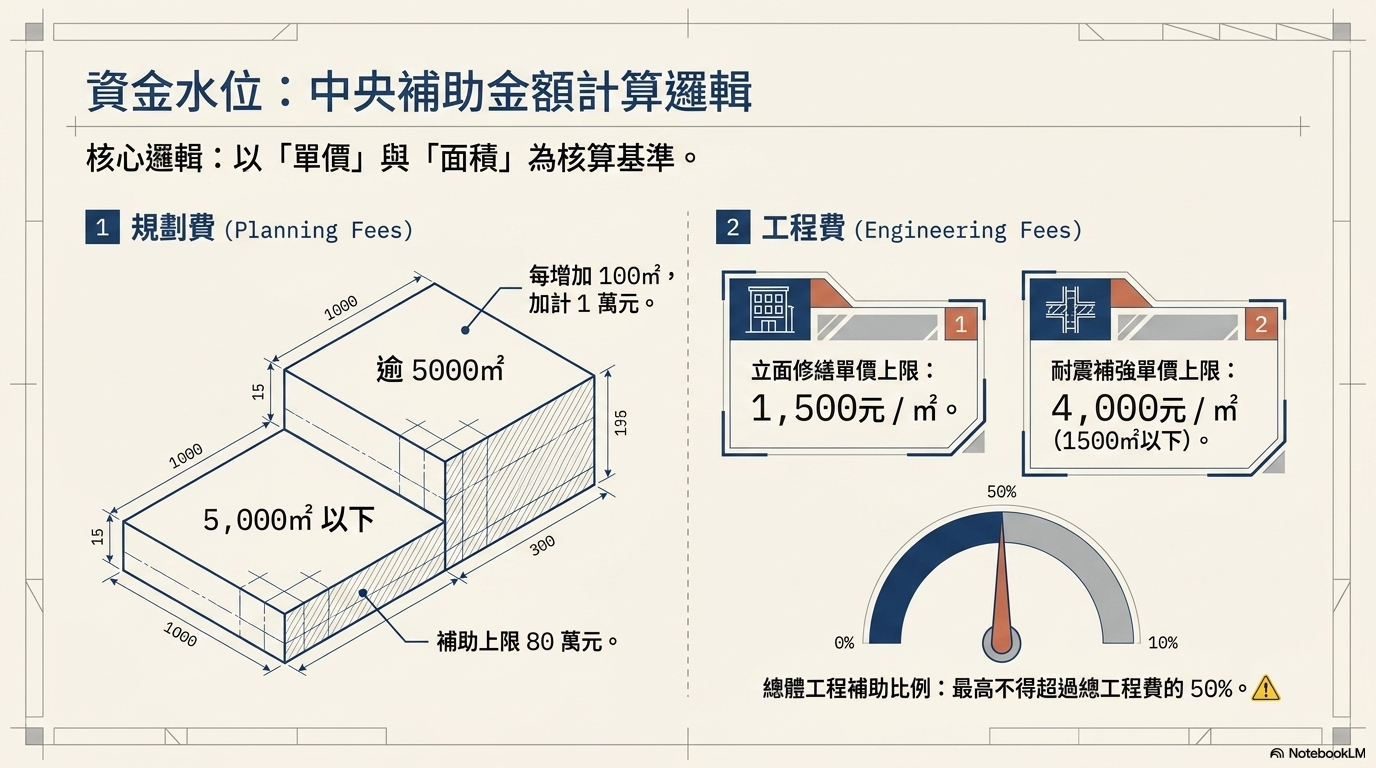 資金水位：中央補助金額計算邏輯
核心邏輯：以「單價」與「面積」為核算基準。
1 規劃費 (Planning Fees)
每增加 100㎡，
加計 1 萬元。
1000
逾 5000㎡
15
195
1000
5,000㎡ 以下
15
300
1000
補助上限 80 萬元。
2 工程費 (Engineering Fees)
1
立面修繕單價上限：
1,500元 / ㎡。
2
耐震補強單價上限：
4,000元 / ㎡
(1500㎡以下)。
50%
0%
10%
總體工程補助比例：最高不得超過總工程費的 50%。
NotebookLM